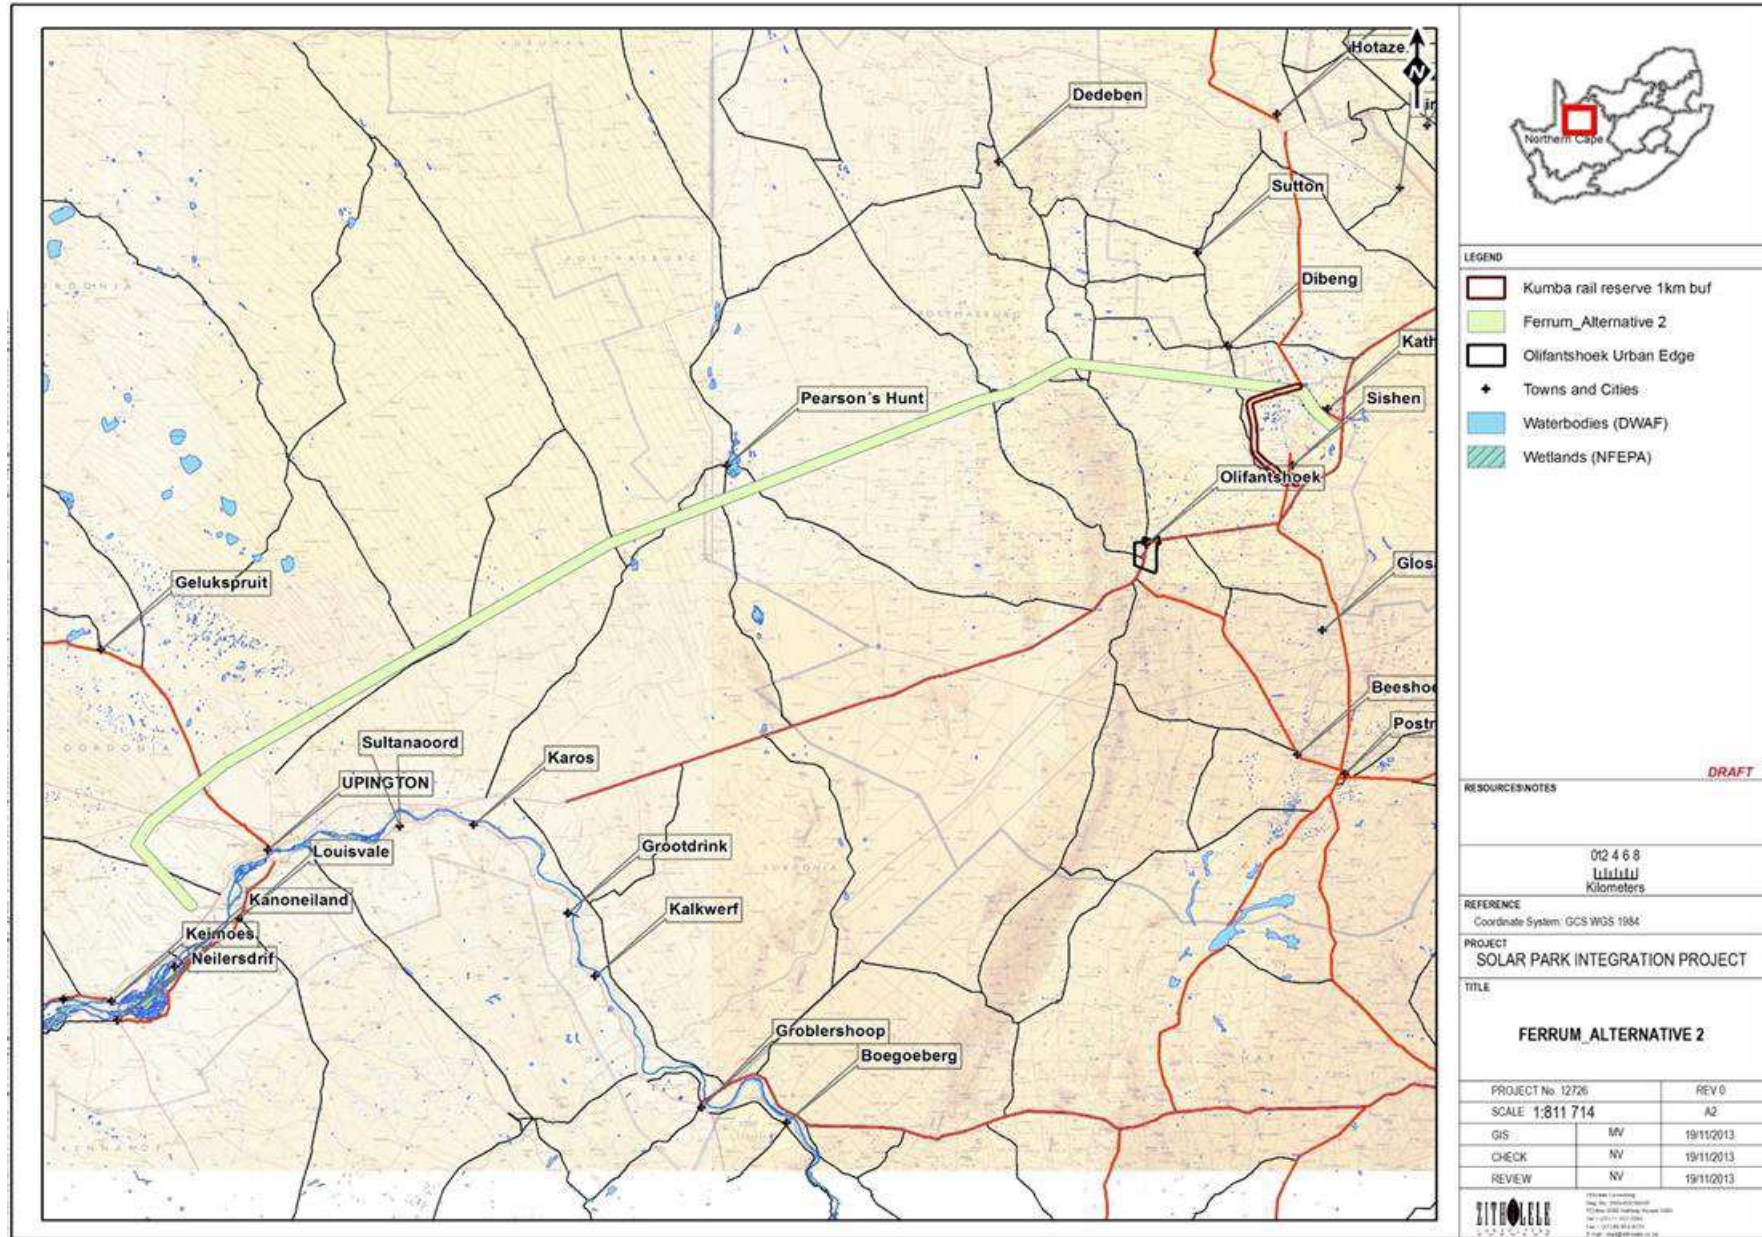 Hotaze
Dedeben
Sutton
Dibeng
Kath
Pearson´s Hunt
Sishen
Olifantshoek
Glos
Gelukspruit
Beeshoe
Postm
Sultanaoord
Karos
UPINGTON
Louisvale
Grootdrink
Kanoneiland
Kalkwerf
Keimoes
Neilersdrif
Groblershoop
Boegoeberg
N
Northern Cape
LEGEND
Kumba rail reserve 1km buf
Ferrum_Alternative 2
Olifantshoek Urban Edge
Towns and Cities
Waterbodies (DWAF)
Wetlands (NFEPA)
DRAFT
RESOURCES\NOTES
012 4 6 8
Kilometers
REFERENCE
Coordinate System: GCS WGS 1984
PROJECT
SOLAR PARK INTEGRATION PROJECT
TITLE
FERRUM_ALTERNATIVE 2
PROJECT No. 12726 REV 0
SCALE 1:811 714 A2
GIS MV 19/11/2013
CHECK NV 19/11/2013
REVIEW NV 19/11/2013
ZITHOLELE
CONSULTING